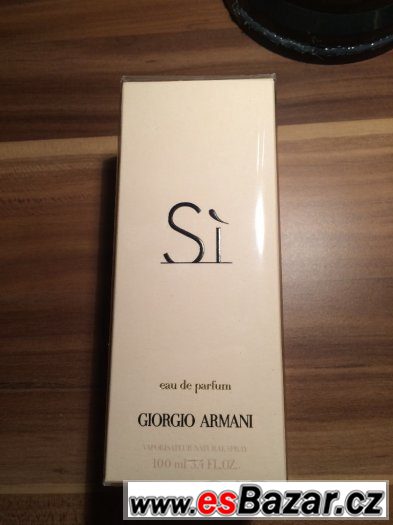 Sì
eau de parfum
GIORGIO ARMANI
VAPORISATEUR NATURAL SPRAY
100 ml 3.4 FL.OZ.
www.esBazar.cz